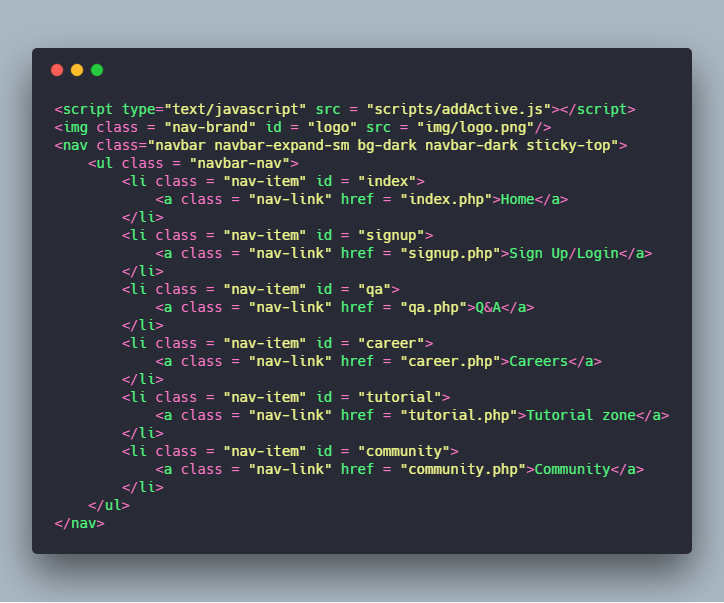 <script type="text/javascript" src = "scripts/addActive.js"></script>
<img class = "nav-brand" id = "logo" src = "img/logo.png"/>
<nav class="navbar navbar-expand-sm bg-dark navbar-dark sticky-top">
    <ul class = "navbar-nav">
        <li class = "nav-item" id = "index">
            <a class = "nav-link" href = "index.php">Home</a>
        </li>
        <li class = "nav-item" id = "signup">
            <a class = "nav-link" href = "signup.php">Sign Up/Login</a>
        </li>
        <li class = "nav-item" id = "qa">
            <a class = "nav-link" href = "qa.php">Q&A</a>
        </li>
        <li class = "nav-item" id = "career">
            <a class = "nav-link" href = "career.php">Careers</a>
        </li>
        <li class = "nav-item" id = "tutorial">
            <a class = "nav-link" href = "tutorial.php">Tutorial zone</a>
        </li>
        <li class = "nav-item" id = "community">
            <a class = "nav-link" href = "community.php">Community</a>
        </li>
    </ul>
</nav>